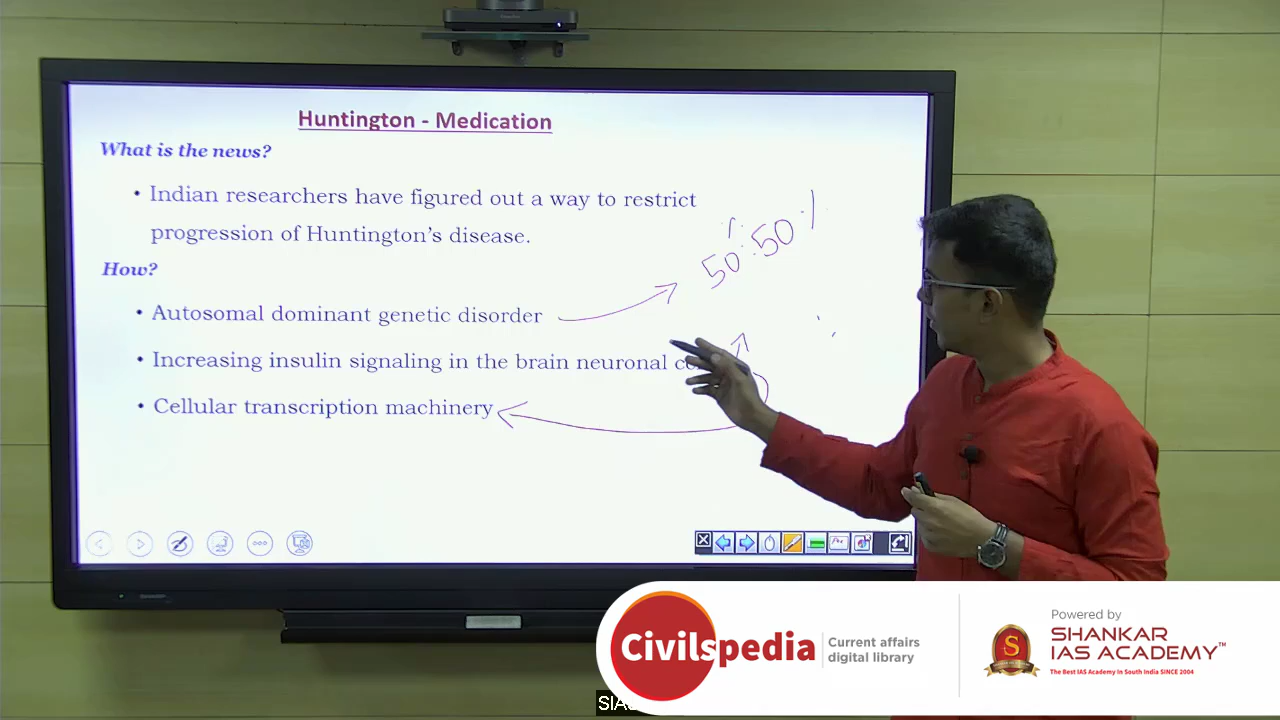 Huntington - Medication
What is the news?
• Indian researchers have figured out a way to restrict
progression of Huntington's disease.
How?
• Autosomal dominant genetic disorder
50%:50%
• Increasing insulin signaling in the brain neuronal
• Cellular transcription machinery
SHARP
Civilspedia
Current affairs
digital library
Powered by
SHANKAR
IAS ACADEMY™
The Best IAS Academy In South India SINCE 2004
S